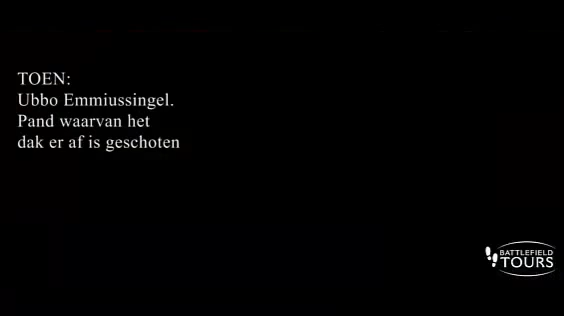 TOEN:
Ubbo Emmiussingel.
Pand waarvan het
dak er af is geschoten
BATTLEFIELD
TOURS